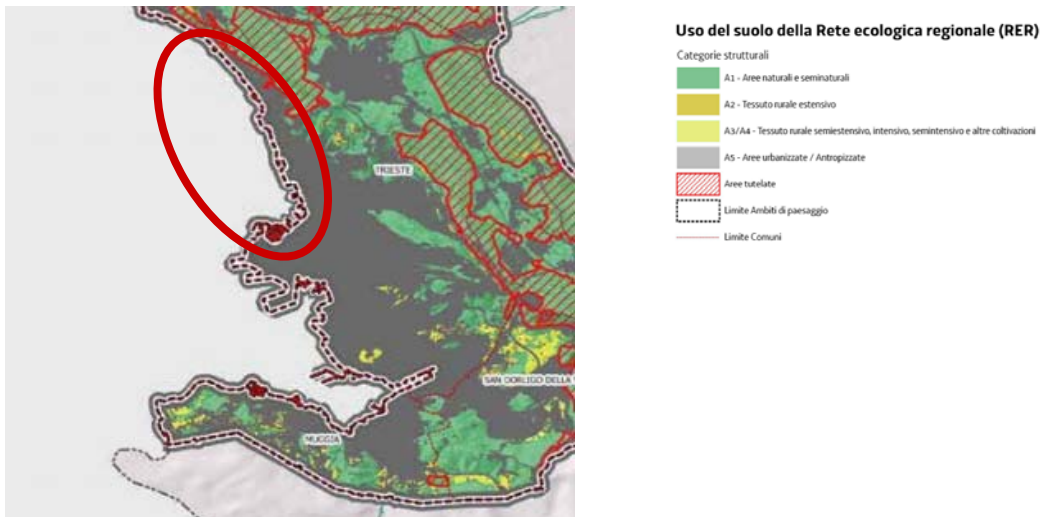 Uso del suolo della Rete ecologica regionale (RER)
Categorie strutturali
A1 - Aree naturali e seminaturali
A2 - Tessuto rurale estensivo
A3/A4 - Tessuto rurale semiestensivo, intensivo, semintensivo e altre coltivazioni
A5 - Aree urbanizzate / Antropizzate
Aree tutelate
Limite Ambiti di paesaggio
Limite Comuni
TRIESTE
SAN DORLIGO DELLA
MUGGIA